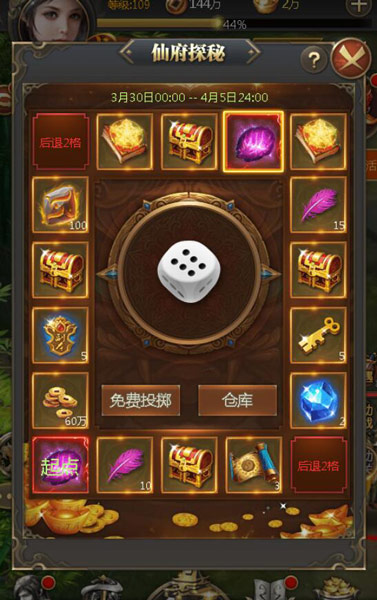 等级:109
144万
2万
44%
仙府探秘
?
3月30日00:00 -- 4月5日24:00
后退2格
100
15
5
5
60万
2
免费投掷
仓库
起点
10
3
后退2格